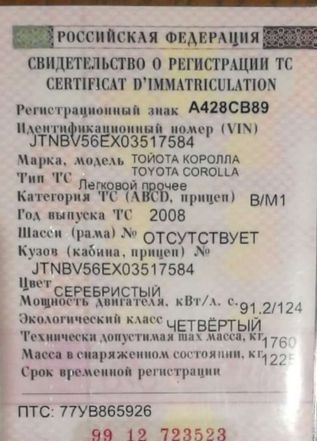 РОССИЙСКАЯ ФЕДЕРАЦИЯ
СВИДЕТЕЛЬСТВО О РЕГИСТРАЦИИ ТС
CERTIFICAT D'IMMATRICULATION
Регистрационный знак А428СВ89
Идентификационный номер (VIN)
JTNBV56EX03517584
Марка, модель ТОЙОТА КОРОЛЛА
TOYOTA COROLLA
Тип ТС Легковой прочее
Категория ТС (ABCD, прицеп) B/M1
Год выпуска ТС 2008
Шасси (рама) № ОТСУТСТВУЕТ
Кузов (кабина, прицеп) №
JTNBV56EX03517584
Цвет СЕРЕБРИСТЫЙ
Мощность двигателя, кВт/л. с. 91.2/124
Экологический класс ЧЕТВЁРТЫЙ
Технически допустимая max масса, кг 1760
Масса в снаряженном состоянии, кг 1225
Срок временной регистрации
ПТС: 77УВ865926
99 12 723523